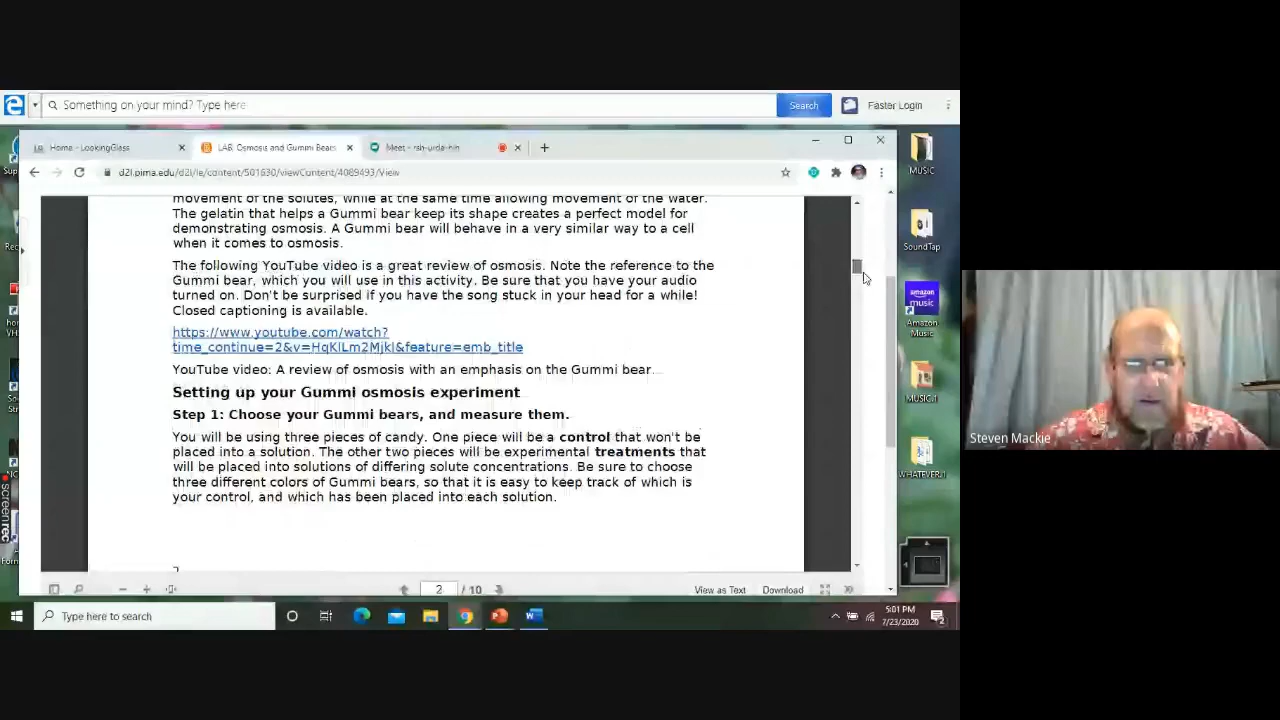 Something on your mind? Type here
Search
Faster Login
Home - LookingGlass
LAB: Osmosis and Gummi Bears
Meet - rsh-urda-hin
d2l.pima.edu/d2l/le/content/501630/viewContent/4089493/View
movement of the solutes, while at the same time allowing movement of the water.
The gelatin that helps a Gummi bear keep its shape creates a perfect model for
demonstrating osmosis. A Gummi bear will behave in a very similar way to a cell
when it comes to osmosis.
The following YouTube video is a great review of osmosis. Note the reference to the
Gummi bear, which you will use in this activity. Be sure that you have your audio
turned on. Don't be surprised if you have the song stuck in your head for a while!
Closed captioning is available.
https://www.youtube.com/watch?
time_continue=2&v=HqKlLm2MjkI&feature=emb_title
YouTube video: A review of osmosis with an emphasis on the Gummi bear.
Setting up your Gummi osmosis experiment
Step 1: Choose your Gummi bears, and measure them.
You will be using three pieces of candy. One piece will be a control that won't be
placed into a solution. The other two pieces will be experimental treatments that
will be placed into solutions of differing solute concentrations. Be sure to choose
three different colors of Gummi bears, so that it is easy to keep track of which is
your control, and which has been placed into each solution.
2 / 10
View as Text
Download
MUSIC
SoundTap
amazon
music
Amazon
Music
MUSIC.1
WHATEVER.1
screenrec
Type here to search
5:01 PM
7/23/2020
Steven Mackie